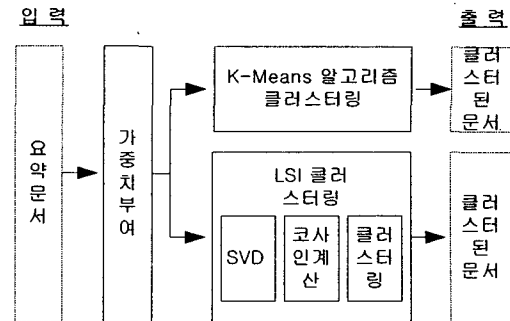 입 력
출 력
요
약
문
서
가
중
치
부
여
K-Means 알고리즘
클러스터링
클러
스터
된
문서
LSI 클러
스터링
SVD
코사
인계
산
클러
스터
링
클러
스터
된
문서